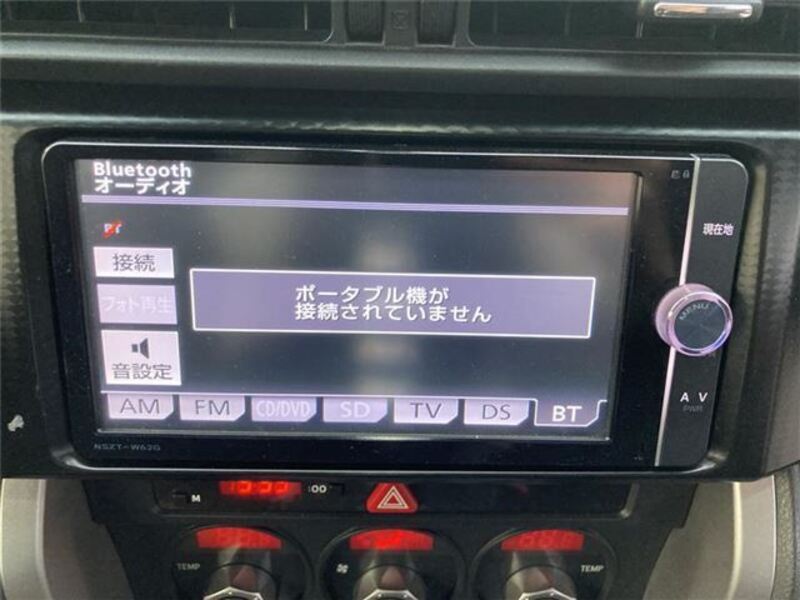 Bluetooth
オーディオ
BT
接続
フォト再生
音設定
ポータブル機が
接続されていません
AM
FM
CD/DVD
SD
TV
DS
BT
現在地
MENU
AV
PWR
NSZT-W62G
M
:00
TEMP
TEMP